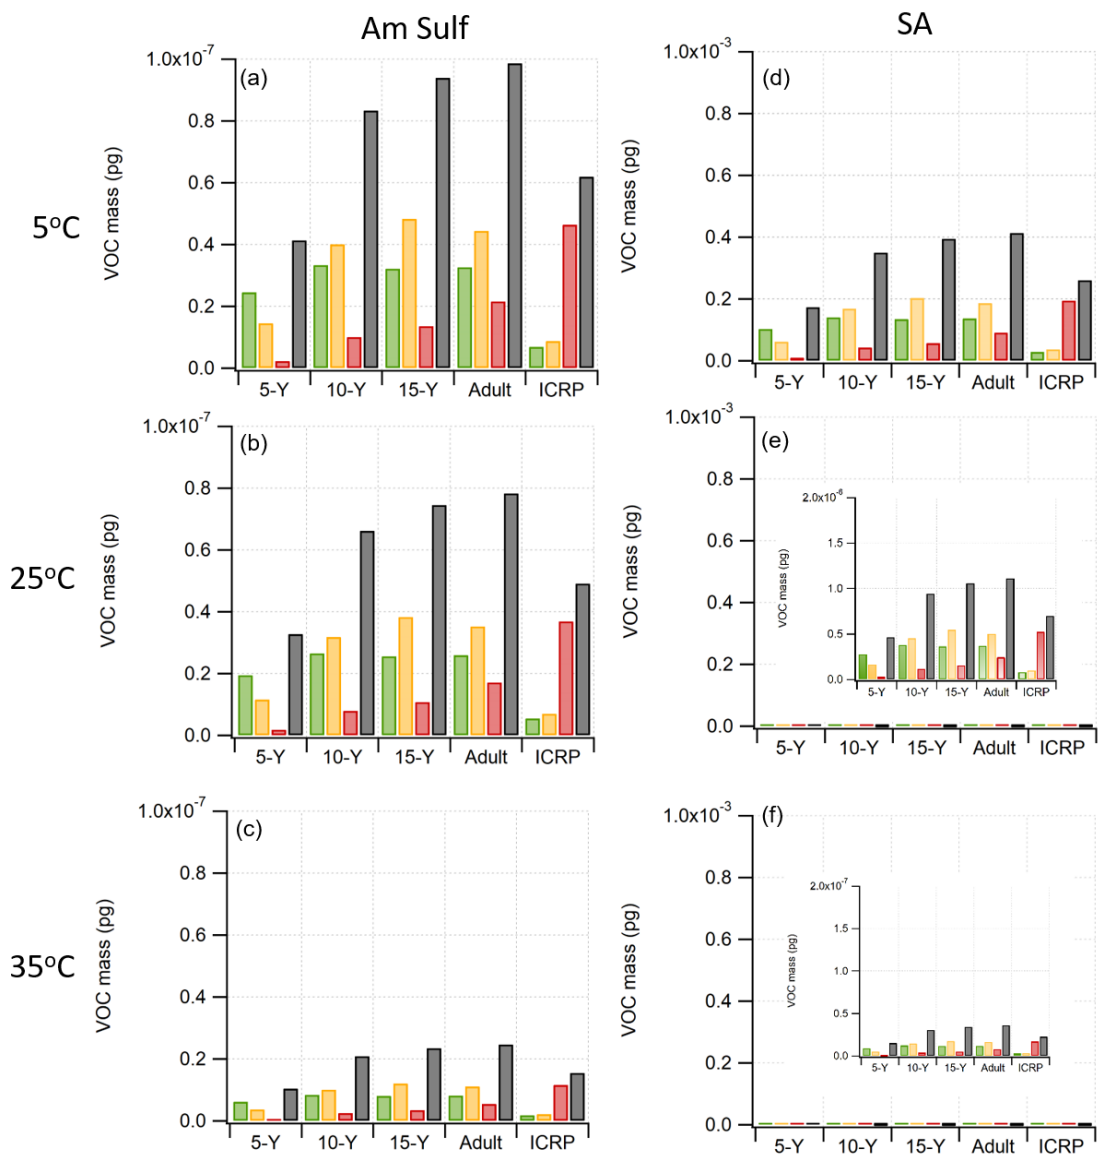 Am Sulf
SA
5°C
(a)
1.0x10-7
0.8
0.6
0.4
0.2
0.0
VOC mass (pg)
5-Y 10-Y 15-Y Adult ICRP
(d)
1.0x10-3
0.8
0.6
0.4
0.2
0.0
VOC mass (pg)
5-Y 10-Y 15-Y Adult ICRP
25°C
(b)
1.0x10-7
0.8
0.6
0.4
0.2
0.0
VOC mass (pg)
5-Y 10-Y 15-Y Adult ICRP
(e)
1.0x10-3
0.8
0.6
0.4
0.2
0.0
VOC mass (pg)
5-Y 10-Y 15-Y Adult ICRP
2.0x10-6
1.5
1.0
0.5
0.0
VOC mass (pg)
5-Y 10-Y 15-Y Adult ICRP
35°C
(c)
1.0x10-7
0.8
0.6
0.4
0.2
0.0
VOC mass (pg)
5-Y 10-Y 15-Y Adult ICRP
(f)
1.0x10-3
0.8
0.6
0.4
0.2
0.0
VOC mass (pg)
5-Y 10-Y 15-Y Adult ICRP
2.0x10-7
1.5
1.0
0.5
0.0
VOC mass (pg)
5-Y 10-Y 15-Y Adult ICRP